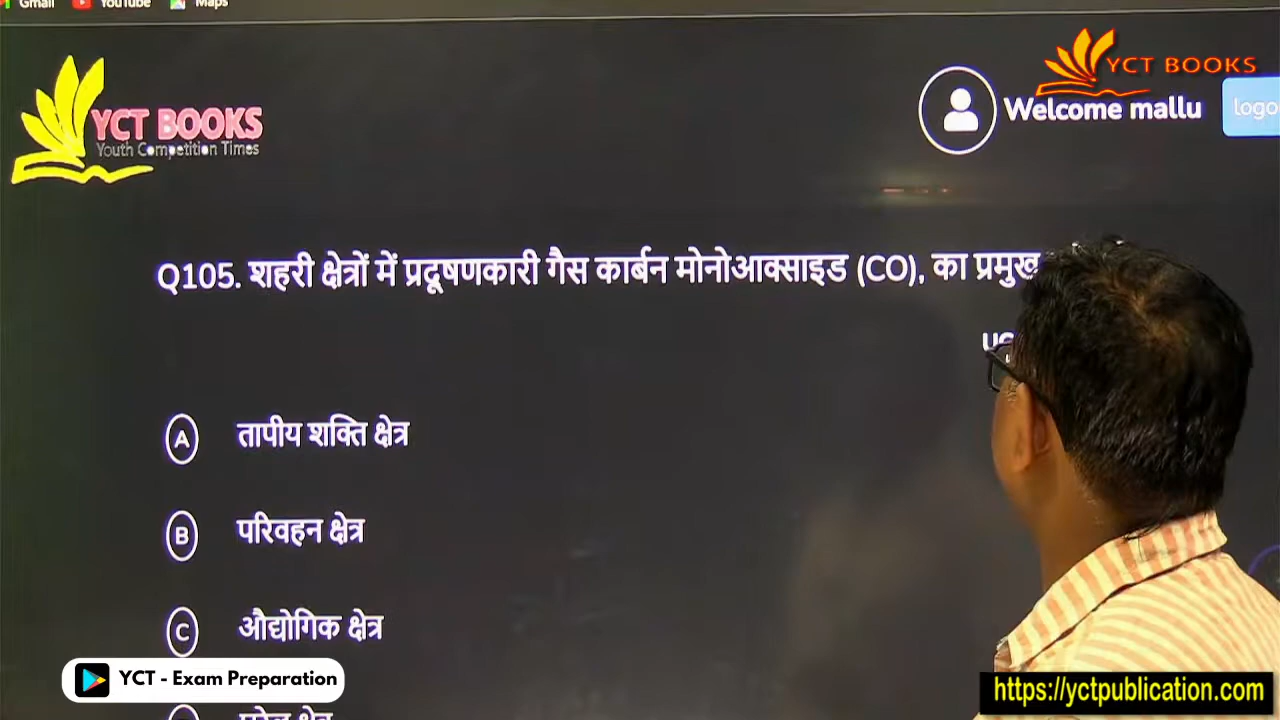 Gmail YouTube Maps
YCT BOOKS
Youth Competition Times
YCT BOOKS
Welcome mallu
logo
Q105. शहरी क्षेत्रों में प्रदूषणकारी गैस कार्बन मोनोआक्साइड (CO), का प्रमुख
A तापीय शक्ति क्षेत्र
B परिवहन क्षेत्र
C औद्योगिक क्षेत्र
क्षेत्र
YCT - Exam Preparation
https://yctpublication.com